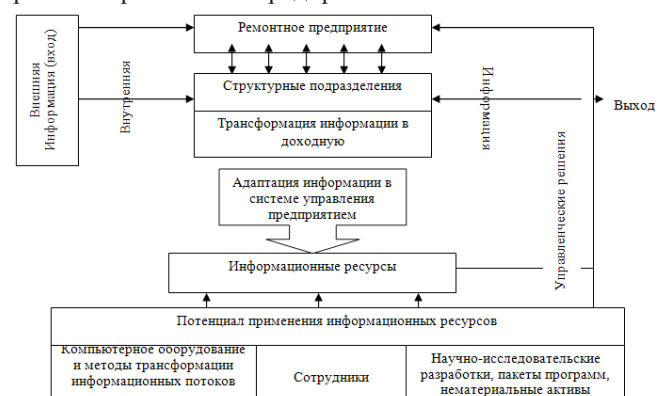 Ремонтное предприятие
Внешняя
Информация (вход)
Внутренняя
Структурные подразделения
Информация
Выход
Трансформация информации в
доходную
Адаптация информации в
системе управления
предприятием
Управленческие решения
Информационные ресурсы
Потенциал применения информационных ресурсов
Компьютерное оборудование
и методы трансформации
информационных потоков
Сотрудники
Научно-исследовательские
разработки, пакеты программ,
нематериальные активы